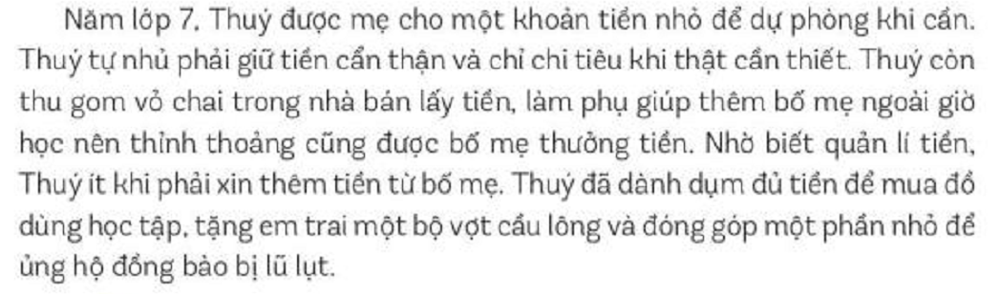 Năm lớp 7, Thuý được mẹ cho một khoản tiền nhỏ để dự phòng khi cần.
Thuý tự nhủ phải giữ tiền cẩn thận và chỉ chi tiêu khi thật cần thiết. Thuý còn
thu gom vỏ chai trong nhà bán lấy tiền, làm phụ giúp thêm bố mẹ ngoài giờ
học nên thỉnh thoảng cũng được bố mẹ thưởng tiền. Nhờ biết quản lí tiền,
Thuý ít khi phải xin thêm tiền từ bố mẹ. Thuý đã dành dụm đủ tiền để mua đồ
dùng học tập, tặng em trai một bộ vợt cầu lông và đóng góp một phần nhỏ để
ủng hộ đồng bào bị lũ lụt.